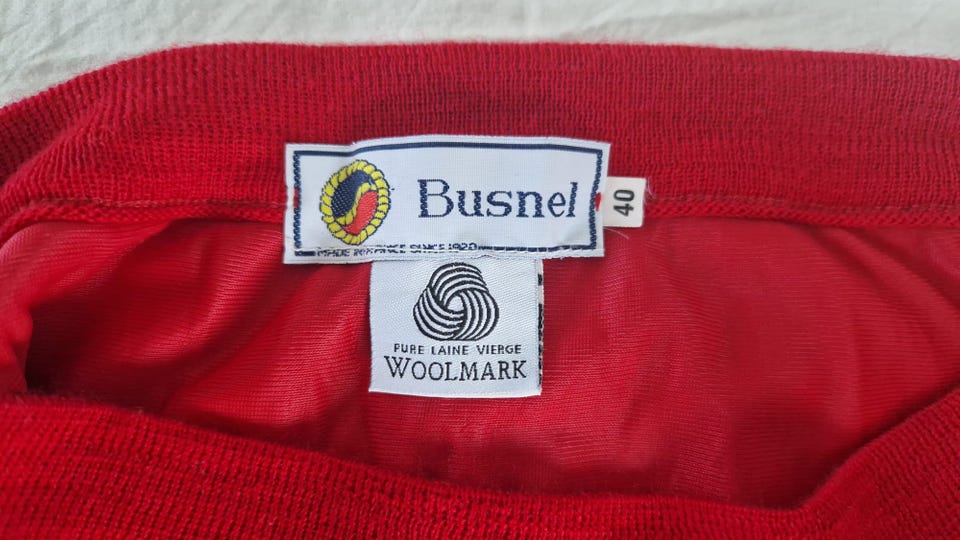 Busnel
40
MADE IN FRANCE SINCE 1920
PURE LAINE VIERGE
WOOLMARK